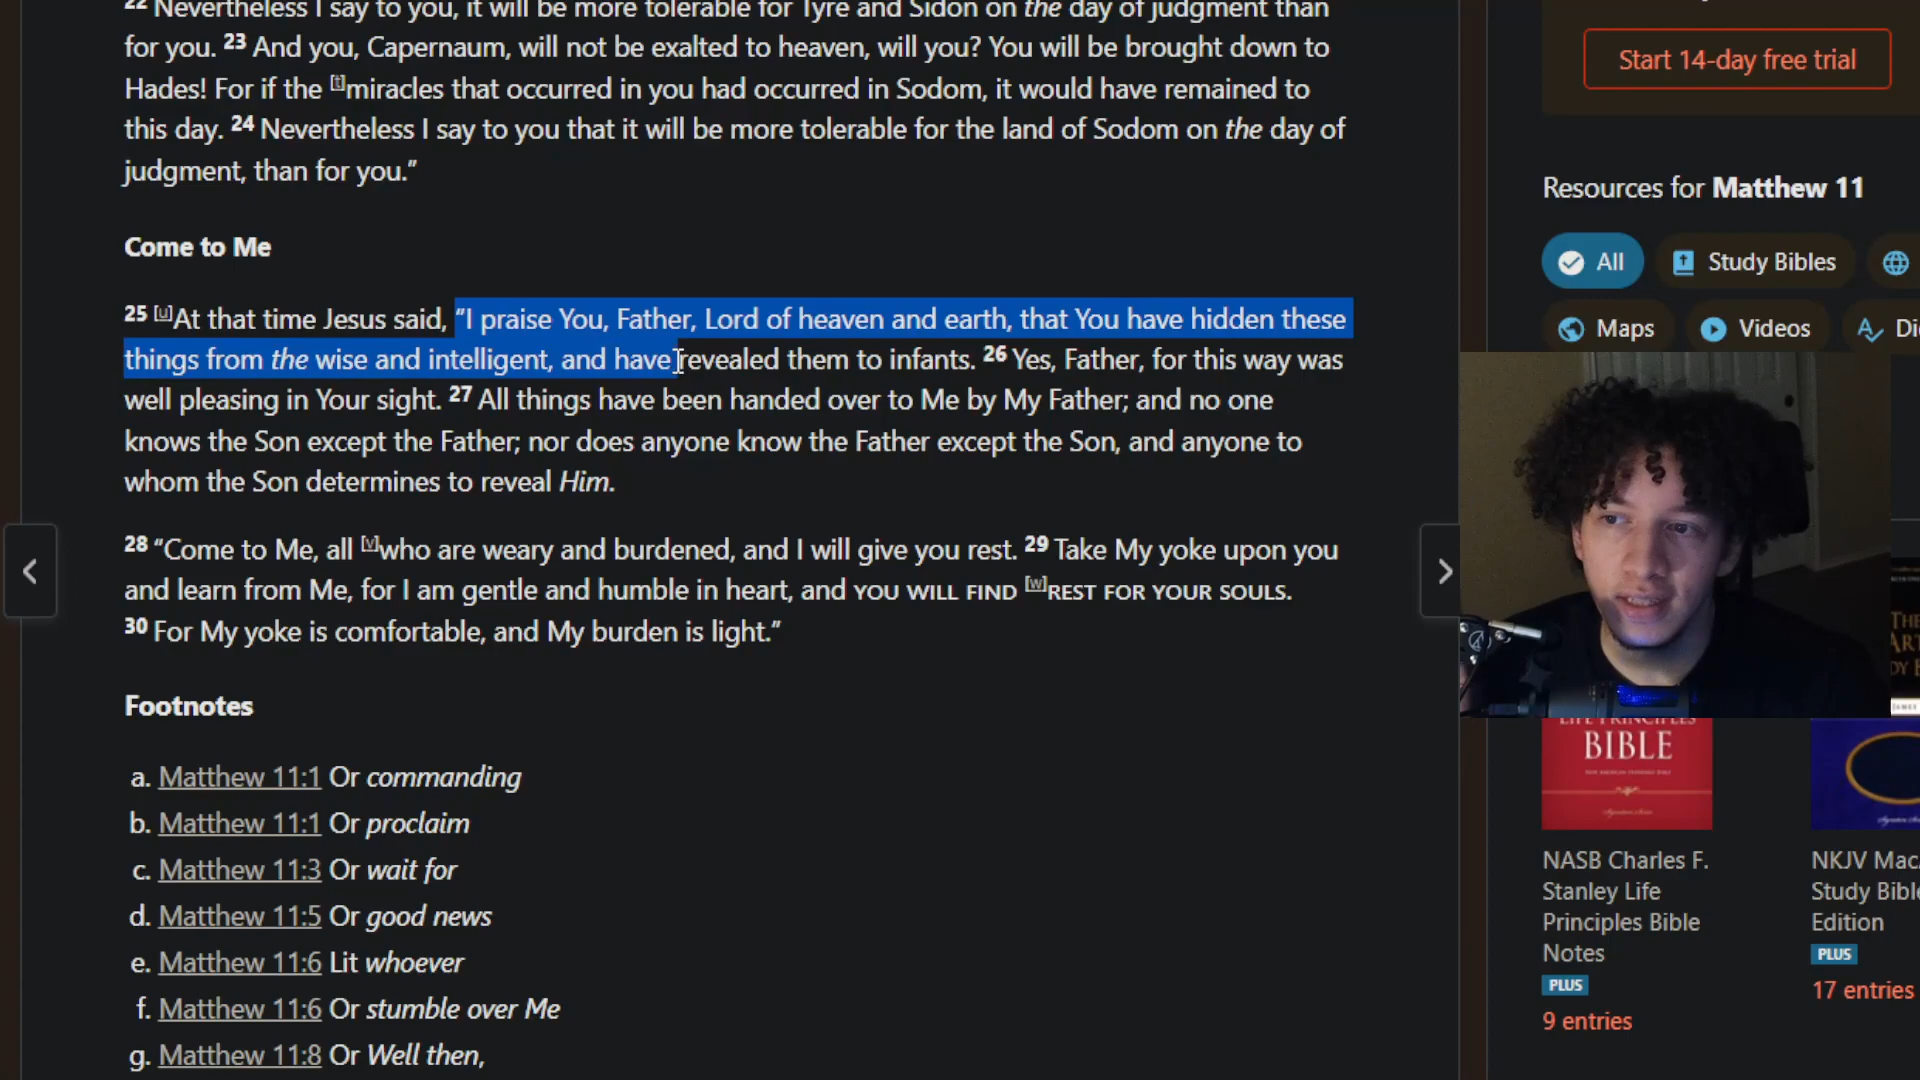 22 Nevertheless I say to you, it will be more tolerable for Tyre and Sidon on the day of judgment than
for you. 23 And you, Capernaum, will not be exalted to heaven, will you? You will be brought down to
Hades! For if the [t]miracles that occurred in you had occurred in Sodom, it would have remained to
this day. 24 Nevertheless I say to you that it will be more tolerable for the land of Sodom on the day of
judgment, than for you.”
Come to Me
25 [u]At that time Jesus said, “I praise You, Father, Lord of heaven and earth, that You have hidden these
things from the wise and intelligent, and have revealed them to infants. 26 Yes, Father, for this way was
well pleasing in Your sight. 27 All things have been handed over to Me by My Father; and no one
knows the Son except the Father; nor does anyone know the Father except the Son, and anyone to
whom the Son determines to reveal Him.
28 “Come to Me, all [v]who are weary and burdened, and I will give you rest. 29 Take My yoke upon you
and learn from Me, for I am gentle and humble in heart, and YOU WILL FIND [w]REST FOR YOUR SOULS.
30 For My yoke is comfortable, and My burden is light.”
Footnotes
a. Matthew 11:1 Or commanding
b. Matthew 11:1 Or proclaim
c. Matthew 11:3 Or wait for
d. Matthew 11:5 Or good news
e. Matthew 11:6 Lit whoever
f. Matthew 11:6 Or stumble over Me
g. Matthew 11:8 Or Well then,
Start 14-day free trial
Resources for Matthew 11
All
Study Bibles
Maps
Videos
BIBLE
NASB Charles F.
Stanley Life
Principles Bible
Notes
PLUS
9 entries
NKJV Mac
Study Bible
Edition
PLUS
17 entries